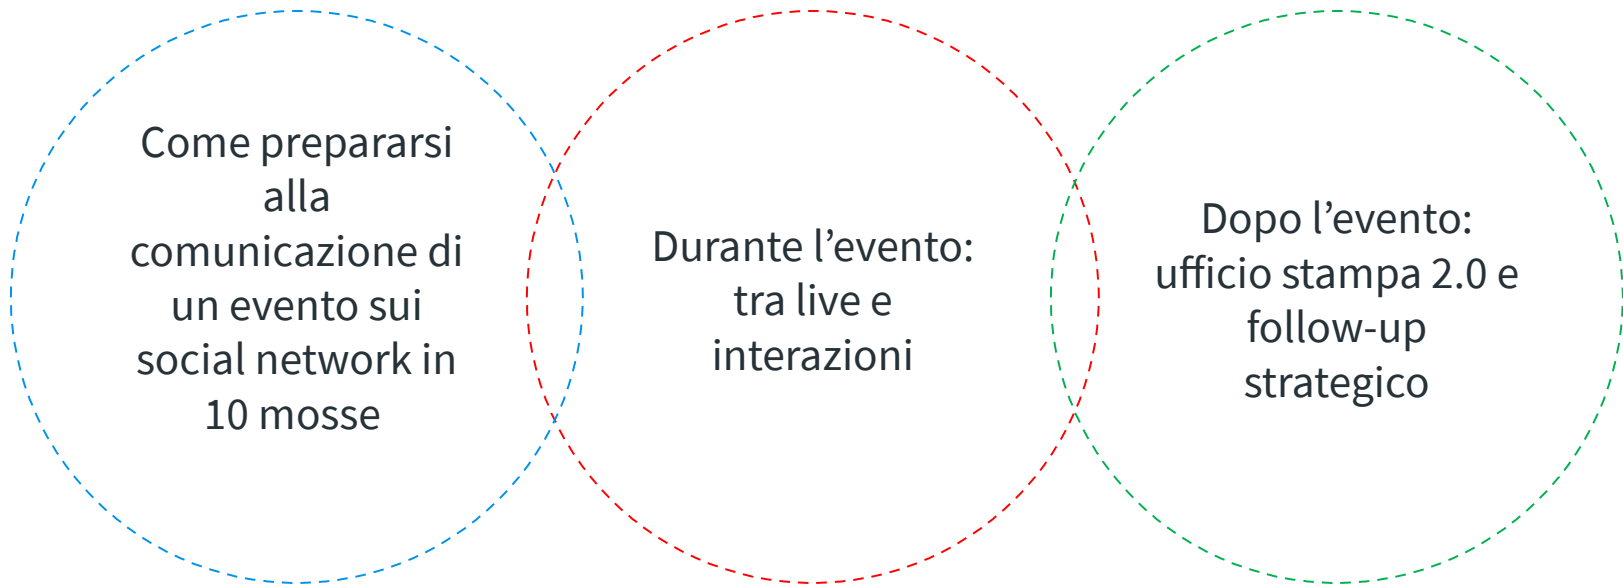 Come prepararsi
alla
comunicazione di
un evento sui
social network in
10 mosse
Durante l’evento:
tra live e
interazioni
Dopo l’evento:
ufficio stampa 2.0 e
follow-up
strategico